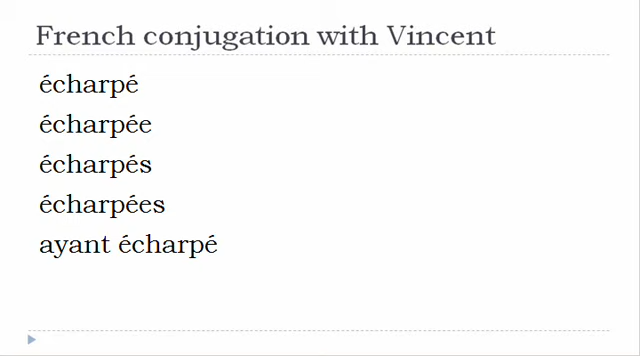 French conjugation with Vincent
écharpé
écharpée
écharpés
écharpées
ayant écharpé